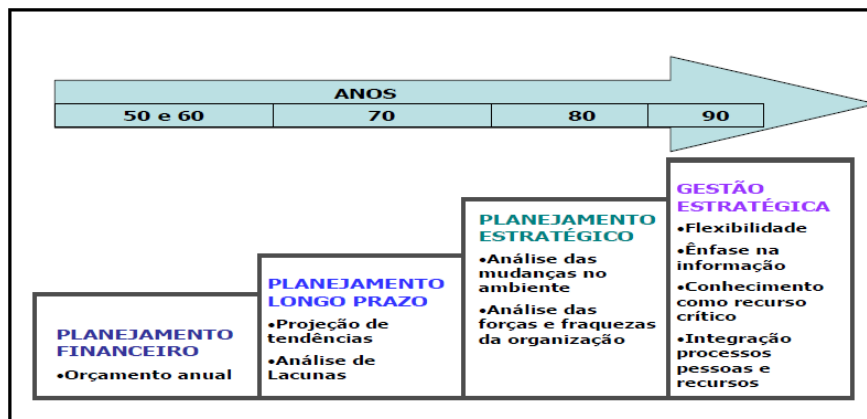 ANOS
50 e 60
70
80
90
PLANEJAMENTO
FINANCEIRO
•Orçamento anual
PLANEJAMENTO
LONGO PRAZO
•Projeção de
tendências
•Análise de
Lacunas
PLANEJAMENTO
ESTRATÉGICO
•Análise das
mudanças no
ambiente
•Análise das
forças e fraquezas
da organização
GESTÃO
ESTRATÉGICA
•Flexibilidade
•Ênfase na
informação
•Conhecimento
como recurso
crítico
•Integração
processos
pessoas e
recursos